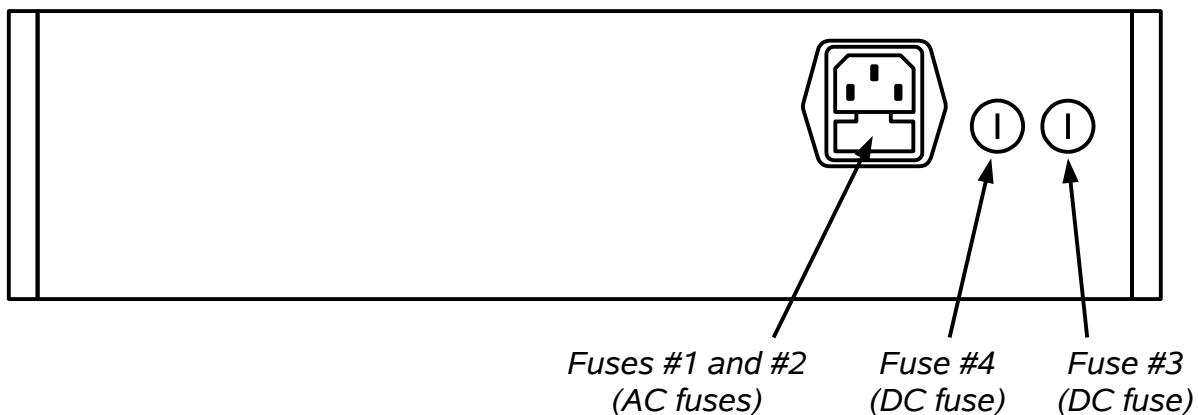 Fuses #1 and #2
(AC fuses)
Fuse #4
(DC fuse)
Fuse #3
(DC fuse)